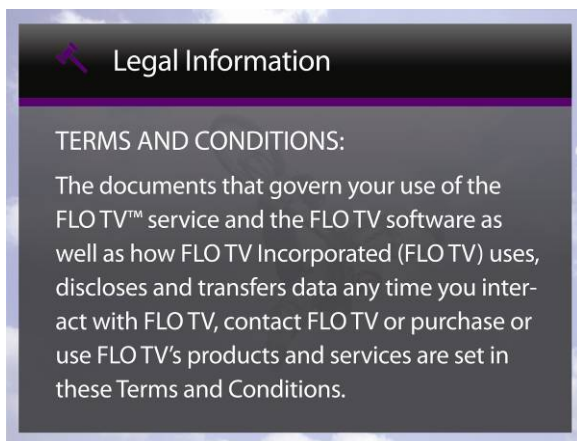 Legal Information
TERMS AND CONDITIONS:
The documents that govern your use of the
FLO TV™ service and the FLO TV software as
well as how FLO TV Incorporated (FLO TV) uses,
discloses and transfers data any time you inter-
act with FLO TV, contact FLO TV or purchase or
use FLO TV's products and services are set in
these Terms and Conditions.